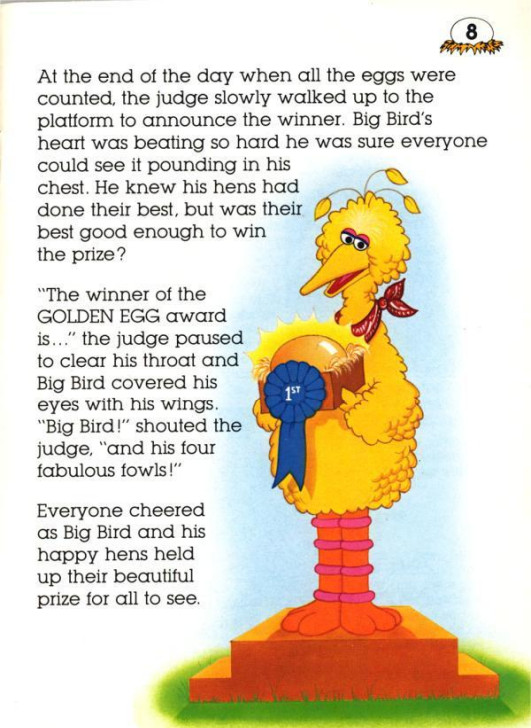 8
At the end of the day when all the eggs were
counted, the judge slowly walked up to the
platform to announce the winner. Big Bird's
heart was beating so hard he was sure everyone
could see it pounding in his
chest. He knew his hens had
done their best, but was their
best good enough to win
the prize?
"The winner of the
GOLDEN EGG award
is..." the judge paused
to clear his throat and
Big Bird covered his
eyes with his wings.
"Big Bird!" shouted the
judge, "and his four
fabulous fowls!"
Everyone cheered
as Big Bird and his
happy hens held
up their beautiful
prize for all to see.
1ST